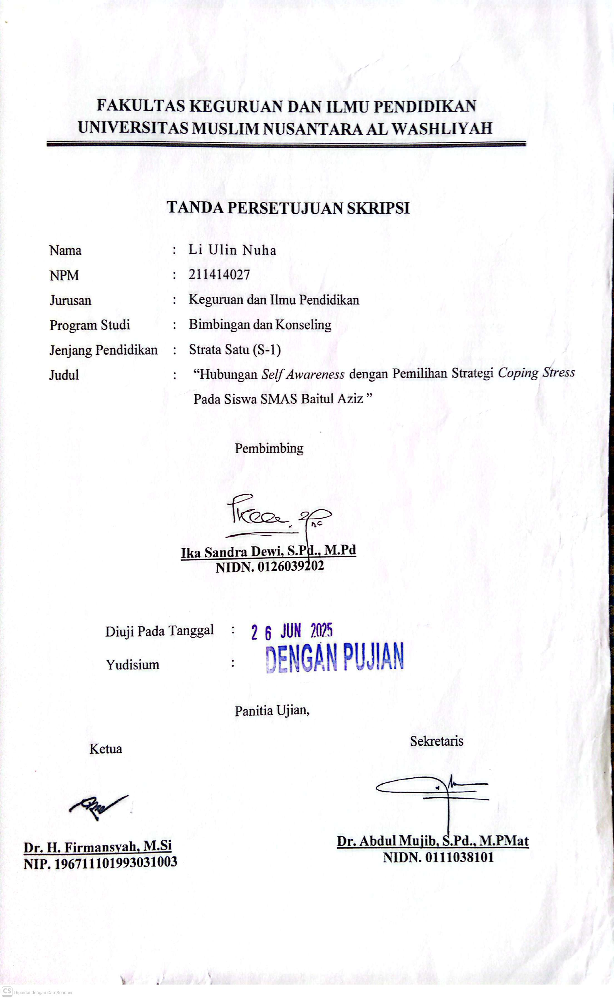 FAKULTAS KEGURUAN DAN ILMU PENDIDIKAN
UNIVERSITAS MUSLIM NUSANTARA AL WASHLIYAH
TANDA PERSETUJUAN SKRIPSI
Nama : Li Ulin Nuha
NPM : 211414027
Jurusan : Keguruan dan Ilmu Pendidikan
Program Studi : Bimbingan dan Konseling
Jenjang Pendidikan : Strata Satu (S-1)
Judul : “Hubungan Self Awareness dengan Pemilihan Strategi Coping Stress
Pada Siswa SMAS Baitul Aziz ”
Pembimbing
Ika Sandra Dewi, S.Pd., M.Pd
NIDN. 0126039202
Diuji Pada Tanggal : 26 JUN 2025
Yudisium : DENGAN PUJIAN
Panitia Ujian,
Ketua
Sekretaris
Dr. H. Firmansyah, M.Si
NIP. 196711101993031003
Dr. Abdul Mujib, S.Pd., M.PMat
NIDN. 0111038101
CS Dipindai dengan CamScanner